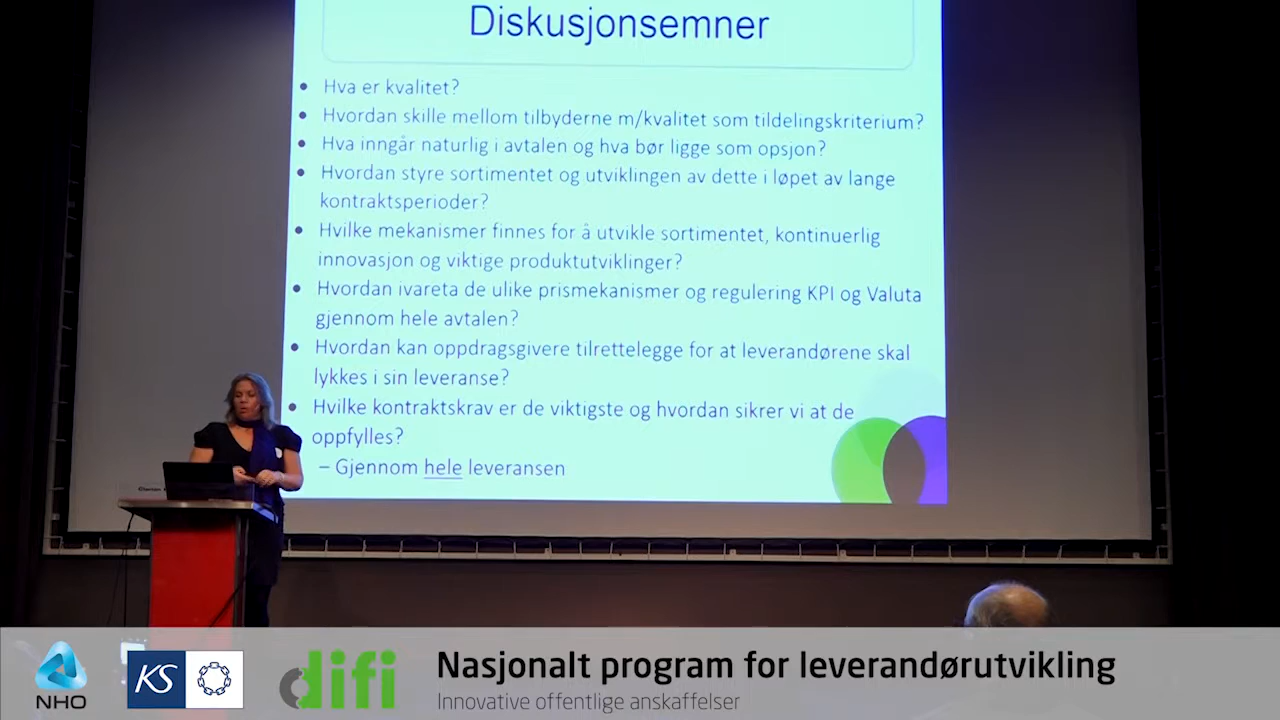 Diskusjonsemner
• Hva er kvalitet?
• Hvordan skille mellom tilbyderne m/kvalitet som tildelingskriterium?
• Hva inngår naturlig i avtalen og hva bør ligge som opsjon?
• Hvordan styre sortimentet og utviklingen av dette i løpet av lange
kontraktsperioder?
• Hvilke mekanismer finnes for å utvikle sortimentet, kontinuerlig
innovasjon og viktige produktutviklinger?
• Hvordan ivareta de ulike prismekanismer og regulering KPI og Valuta
gjennom hele avtalen?
• Hvordan kan oppdragsgivere tilrettelegge for at leverandørene skal
lykkes i sin leveranse?
• Hvilke kontraktskrav er de viktigste og hvordan sikrer vi at de
oppfylles?
– Gjennom hele leveransen
NHO
KS
difi
Nasjonalt program for leverandørutvikling
Innovative offentlige anskaffelser